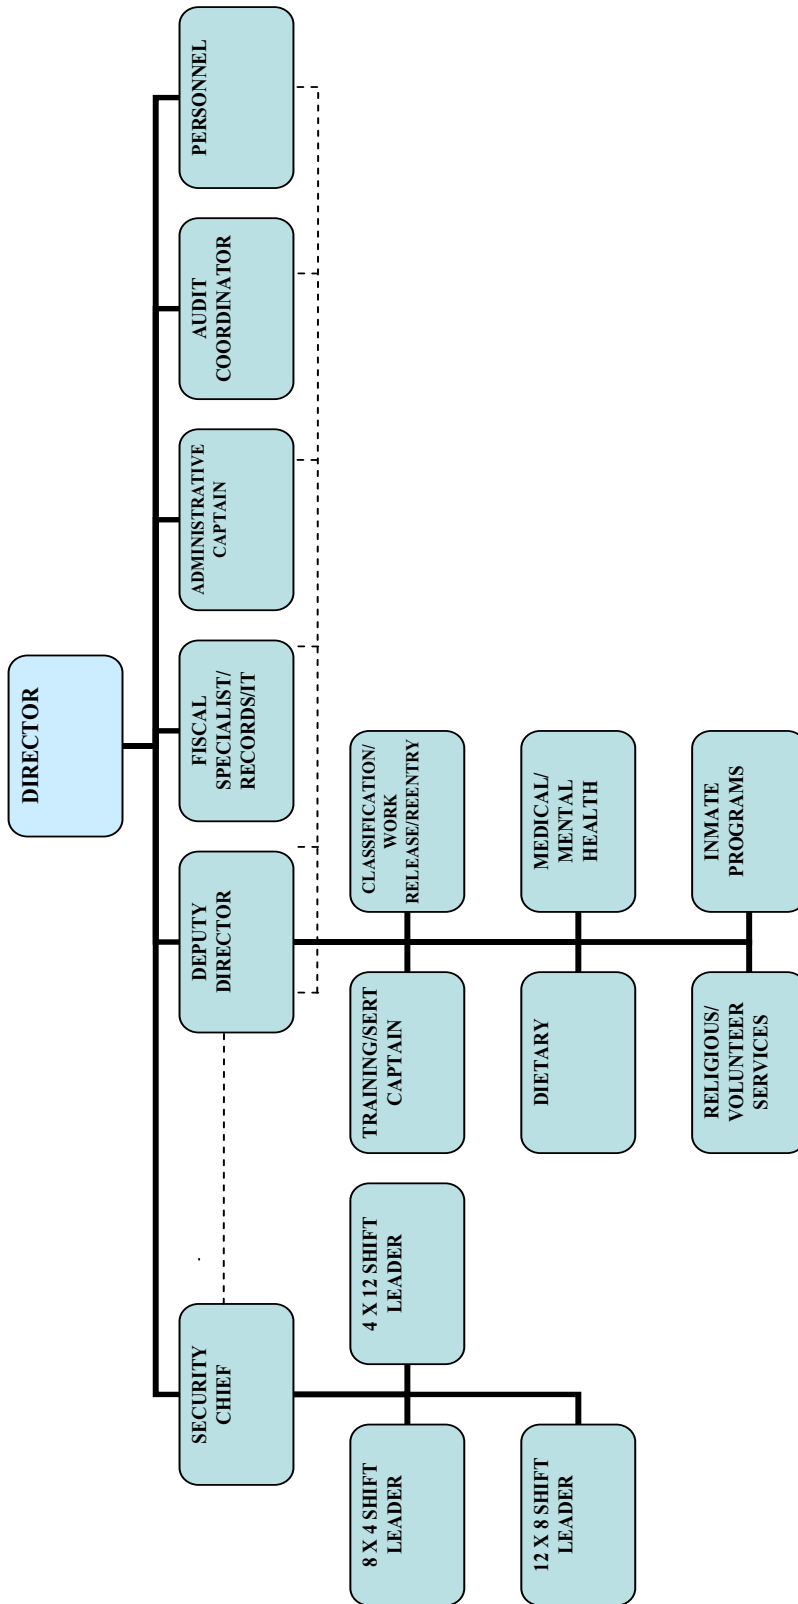 DIRECTOR
SECURITY
CHIEF
DEPUTY
DIRECTOR
FISCAL
SPECIALIST/
RECORDS/IT
ADMINISTRATIVE
CAPTAIN
AUDIT
COORDINATOR
PERSONNEL
8 X 4 SHIFT
LEADER
4 X 12 SHIFT
LEADER
TRAINING/SERT
CAPTAIN
CLASSIFICATION/
WORK
RELEASE/REENTRY
12 X 8 SHIFT
LEADER
DIETARY
MEDICAL/
MENTAL
HEALTH
RELIGIOUS/
VOLUNTEER
SERVICES
INMATE
PROGRAMS